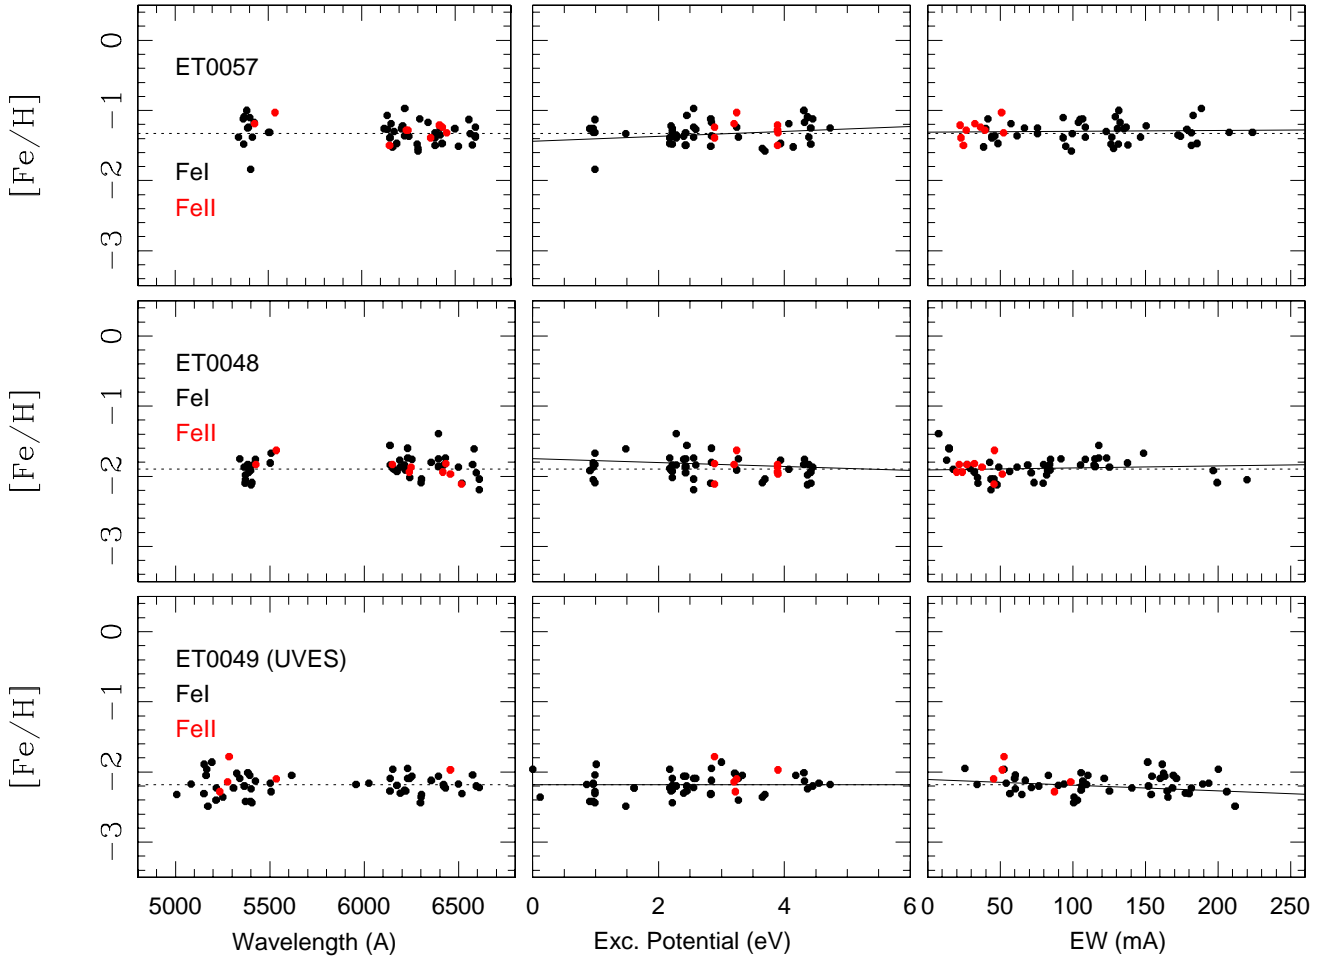 [Fe/H]
0
−1
−2
−3
ET0057
FeI
FeII
[Fe/H]
0
−1
−2
−3
ET0048
FeI
FeII
[Fe/H]
0
−1
−2
−3
ET0049 (UVES)
FeI
FeII
5000 5500 6000 6500
0 2 4 6
0 50 100 150 200 250
Wavelength (A)
Exc. Potential (eV)
EW (mA)